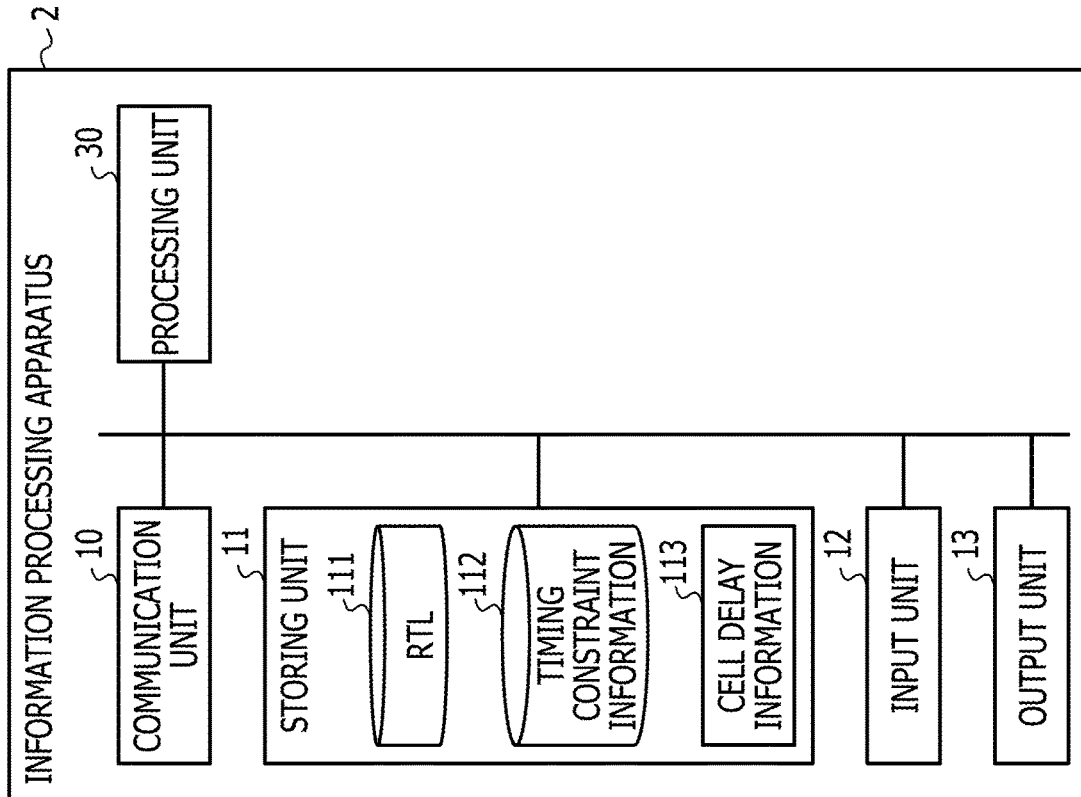 INFORMATION PROCESSING APPARATUS
2
10
COMMUNICATION
UNIT
30
PROCESSING UNIT
11
STORING UNIT
111
RTL
112
TIMING
CONSTRAINT
INFORMATION
113
CELL DELAY
INFORMATION
12
INPUT UNIT
13
OUTPUT UNIT